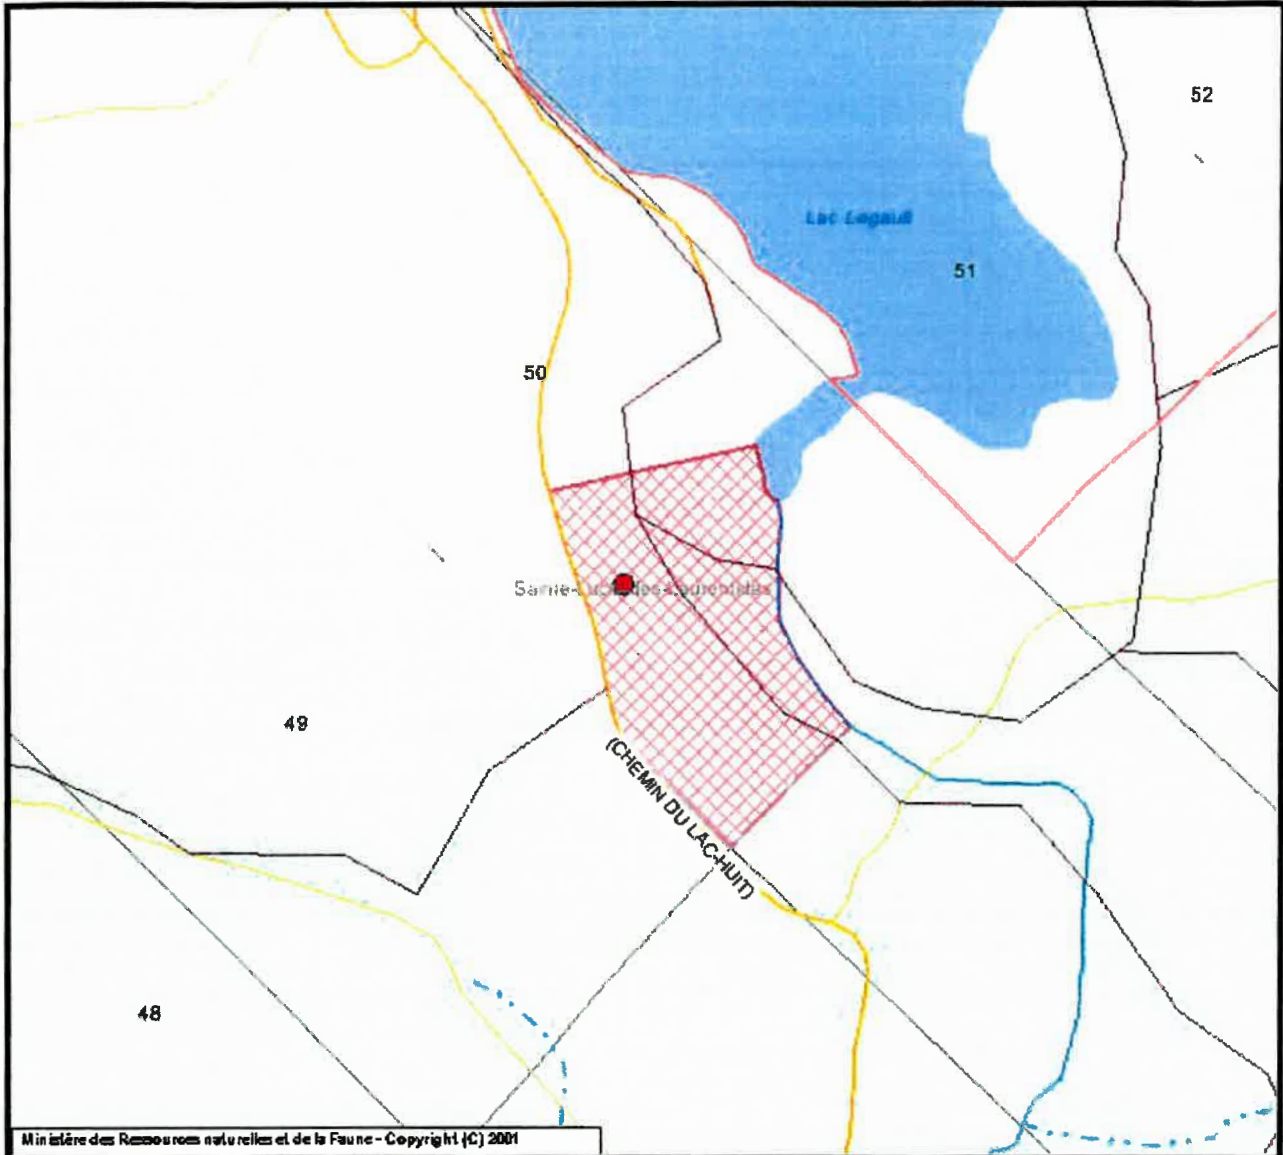 52
Lac Legault
51
50
49
(CHEMIN DU LAC-HUIT)
48
Ministère des Ressources naturelles et de la Faune - Copyright (C) 2001